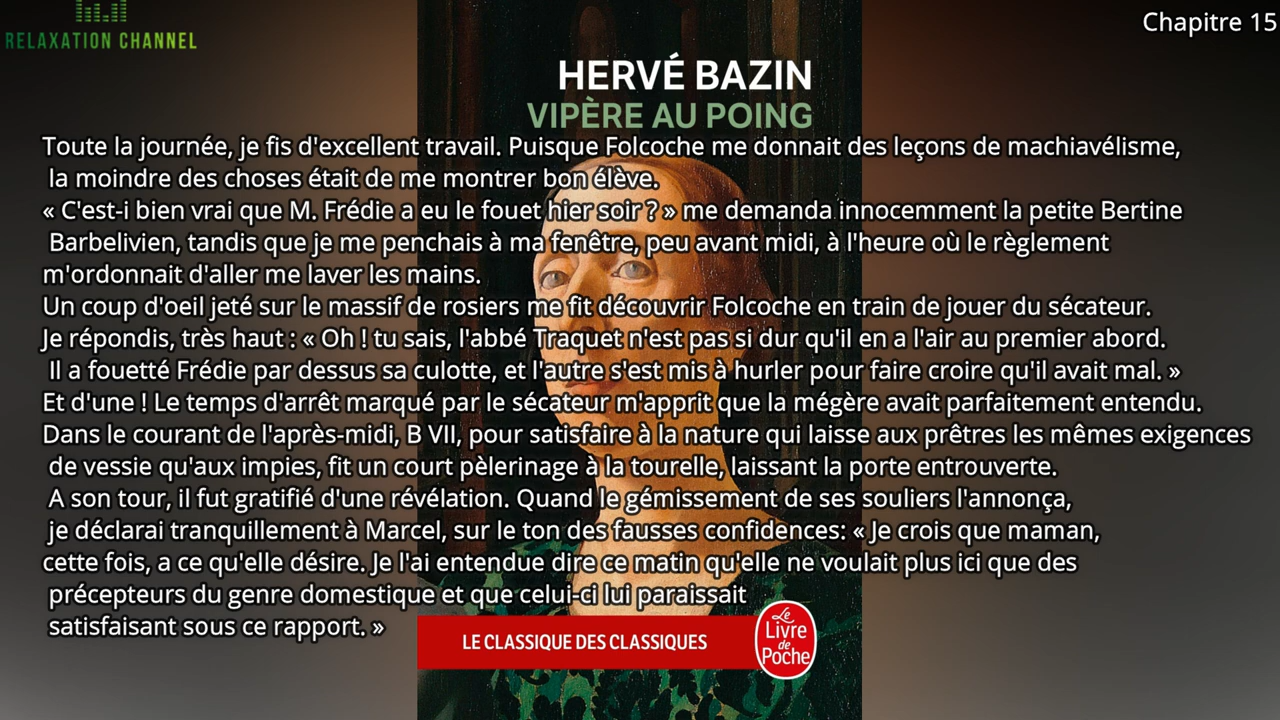 RELAXATION CHANNEL
Chapitre 15
HERVÉ BAZIN
VIPÈRE AU POING
Toute la journée, je fis d'excellent travail. Puisque Folcoche me donnait des leçons de machiavélisme,
la moindre des choses était de me montrer bon élève.
« C'est-i bien vrai que M. Frédie a eu le fouet hier soir ? » me demanda innocemment la petite Bertine
Barbelivien, tandis que je me penchais à ma fenêtre, peu avant midi, à l'heure où le règlement
m'ordonnait d'aller me laver les mains.
Un coup d'oeil jeté sur le massif de rosiers me fit découvrir Folcoche en train de jouer du sécateur.
Je répondis, très haut : « Oh ! tu sais, l'abbé Traquet n'est pas si dur qu'il en a l'air au premier abord.
Il a fouetté Frédie par dessus sa culotte, et l'autre s'est mis à hurler pour faire croire qu'il avait mal. »
Et d'une ! Le temps d'arrêt marqué par le sécateur m'apprit que la mégère avait parfaitement entendu.
Dans le courant de l'après-midi, B VII, pour satisfaire à la nature qui laisse aux prêtres les mêmes exigences
de vessie qu'aux impies, fit un court pèlerinage à la tourelle, laissant la porte entrouverte.
A son tour, il fut gratifié d'une révélation. Quand le gémissement de ses souliers l'annonça,
je déclarai tranquillement à Marcel, sur le ton des fausses confidences: « Je crois que maman,
cette fois, a ce qu'elle désire. Je l'ai entendue dire ce matin qu'elle ne voulait plus ici que des
précepteurs du genre domestique et que celui-ci lui paraissait
satisfaisant sous ce rapport. »
LE CLASSIQUE DES CLASSIQUES
Le
Livre
de
Poche